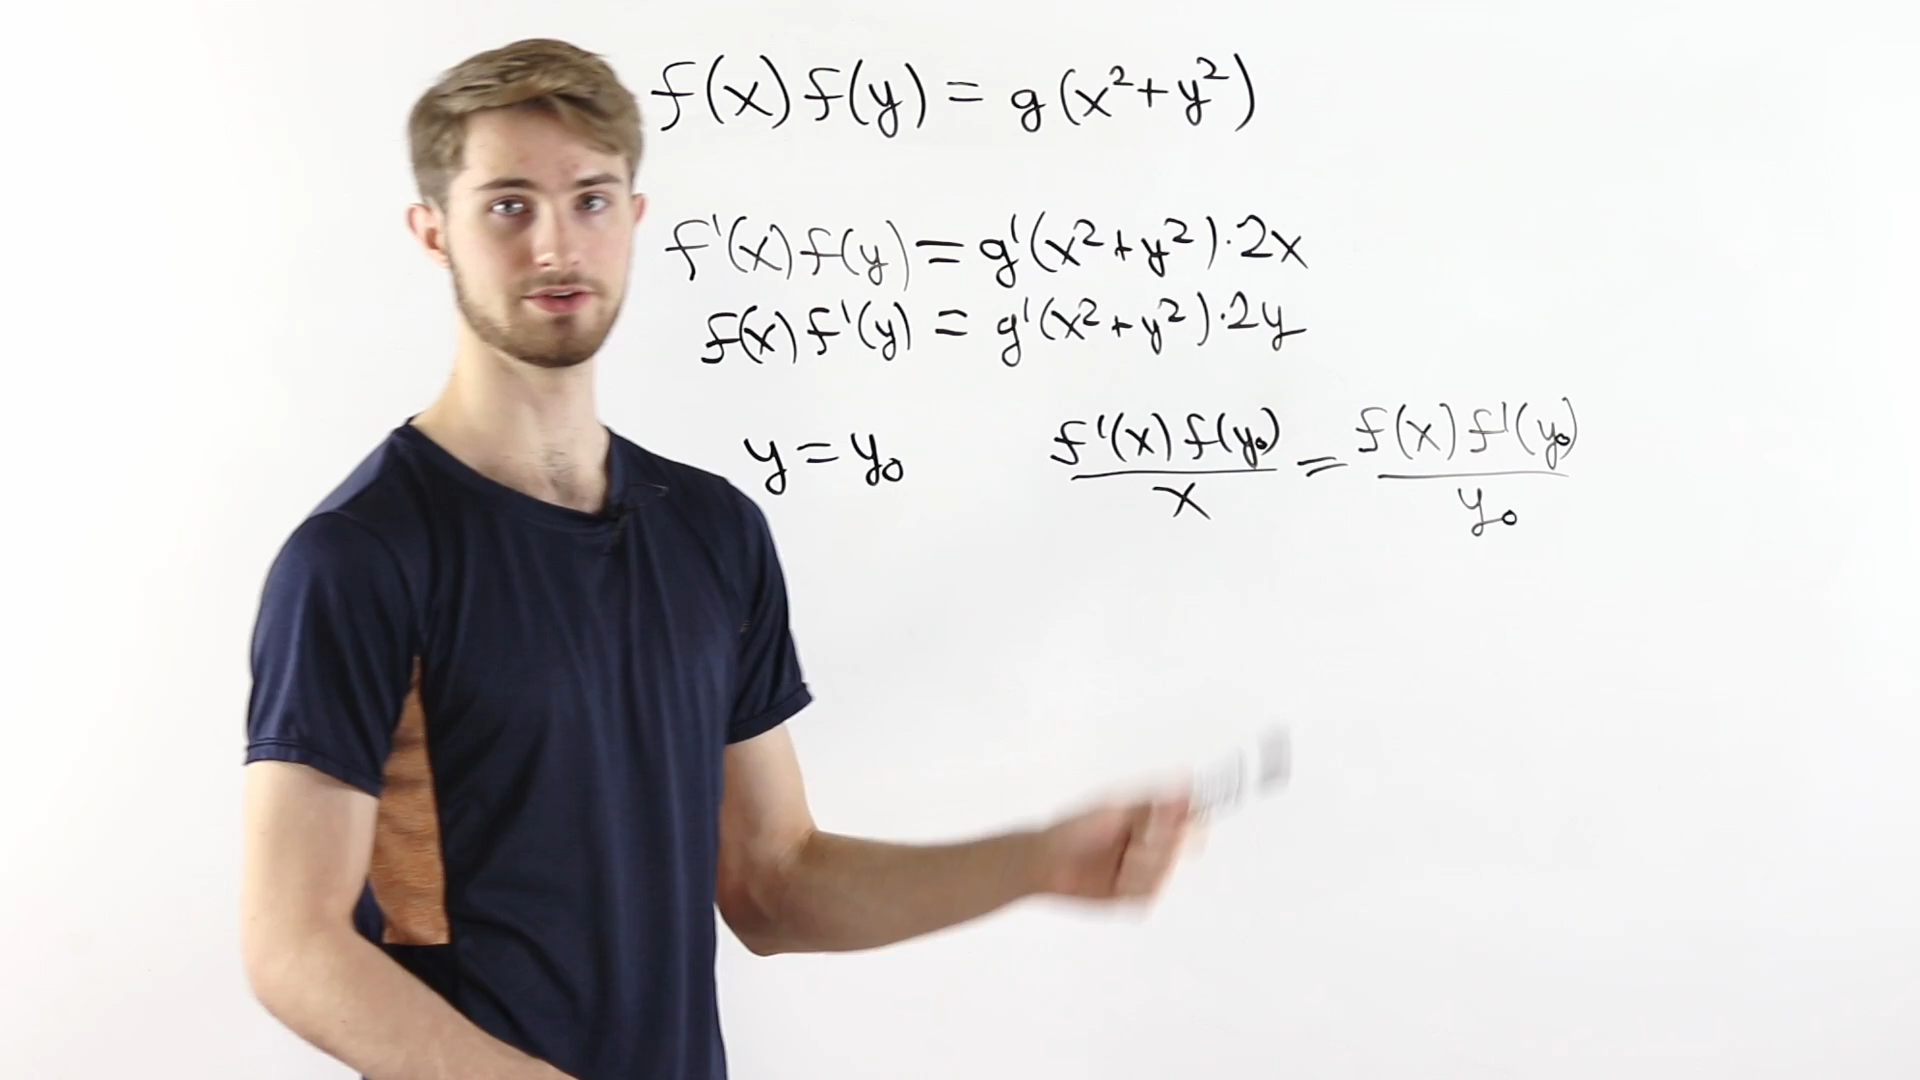 f(x) f(y) = g(x² + y²)
f'(x) f(y) = g'(x² + y²) · 2x
f(x) f'(y) = g'(x² + y²) · 2y
y = y₀
f'(x) f(y₀) / x = f(x) f'(y₀) / y₀